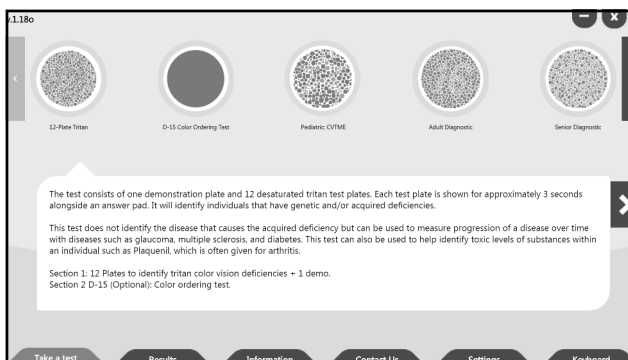 v.1.18o
12-Plate Tritan
D-15 Color Ordering Test
Pediatric CVTME
Adult Diagnostic
Senior Diagnostic
The test consists of one demonstration plate and 12 desaturated tritan test plates. Each test plate is shown for approximately 3 seconds
alongside an answer pad. It will identify individuals that have genetic and/or acquired deficiencies.
This test does not identify the disease that causes the acquired deficiency but can be used to measure progression of a disease over time
with diseases such as glaucoma, multiple sclerosis, and diabetes. This test can also be used to help identify toxic levels of substances within
an individual such as Plaquenil, which is often given for arthritis.
Section 1: 12 Plates to identify tritan color vision deficiencies + 1 demo.
Section 2 D-15 (Optional): Color ordering test.
Take a test
Results
Information
Contact Us
Settings
Keyboard